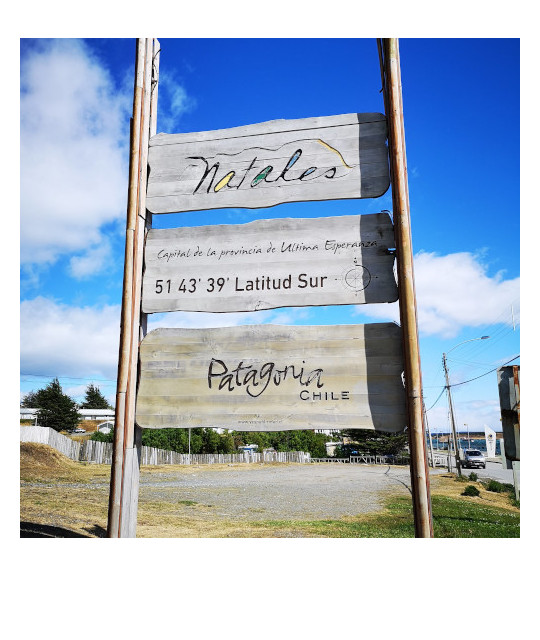 Natales
Capital de la provincia de Ultima Esperanza
51 43' 39' Latitud Sur
Patagonia
CHILE